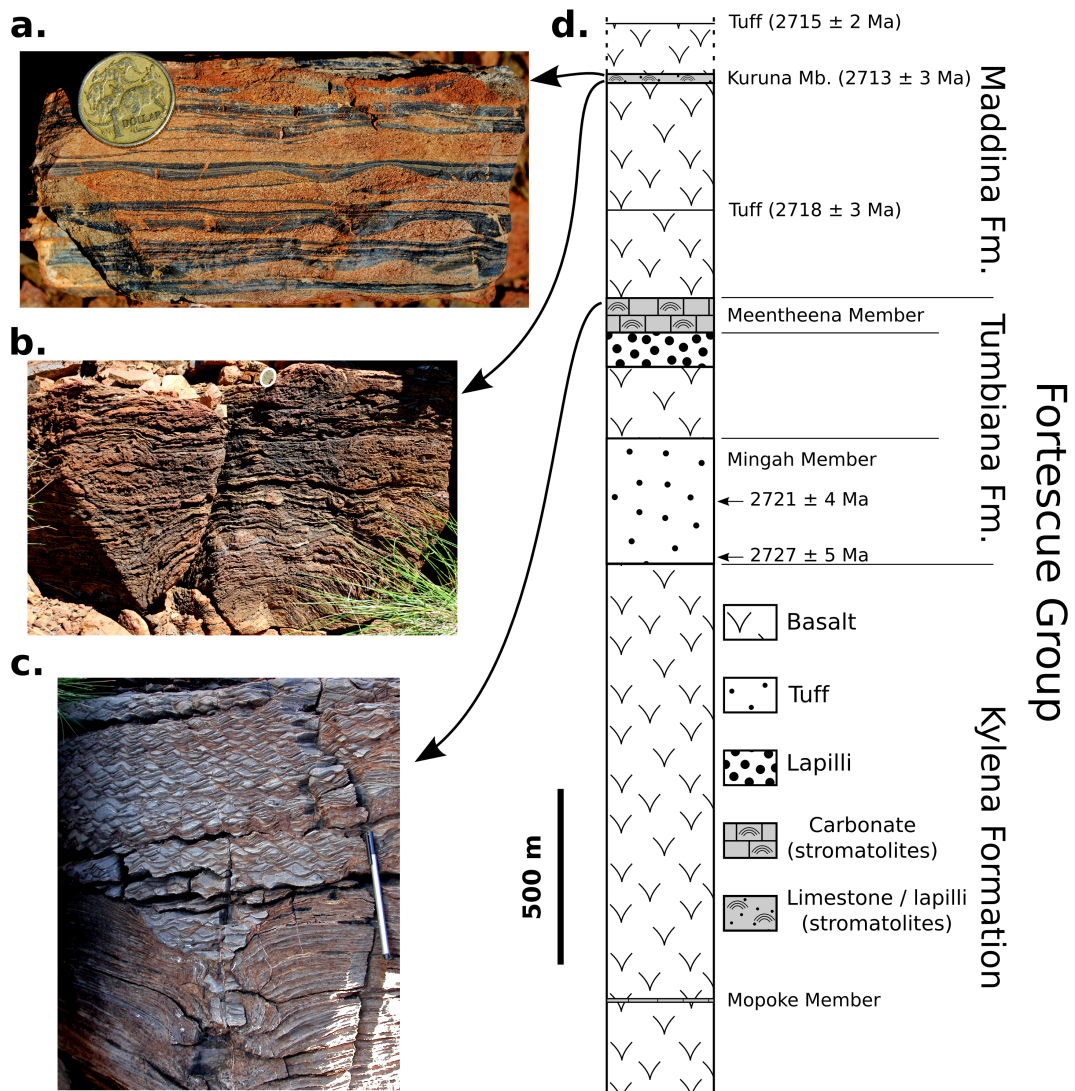 a.
DOLLAR
b.
c.
d.
Tuff (2715 ± 2 Ma)
Kuruna Mb. (2713 ± 3 Ma)
Tuff (2718 ± 3 Ma)
Meentheena Member
Mingah Member
2721 ± 4 Ma
2727 ± 5 Ma
Basalt
Tuff
Lapilli
Carbonate
(stromatolites)
Limestone / lapilli
(stromatolites)
Mopoke Member
500 m
Maddina Fm.
Tumbiana Fm.
Kylena Formation
Fortescue Group